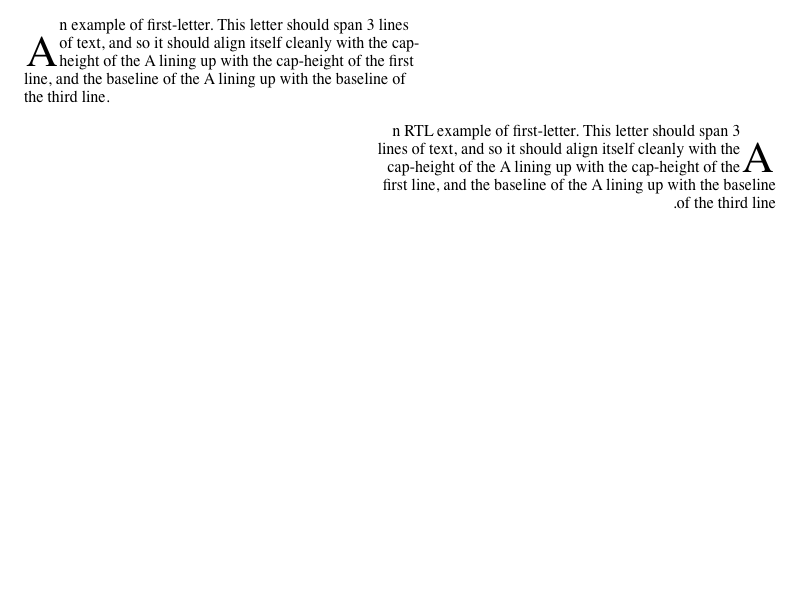 An example of first-letter. This letter should span 3 lines
of text, and so it should align itself cleanly with the cap-
height of the A lining up with the cap-height of the first
line, and the baseline of the A lining up with the baseline of
the third line.
An RTL example of first-letter. This letter should span 3
lines of text, and so it should align itself cleanly with the
cap-height of the A lining up with the cap-height of the
first line, and the baseline of the A lining up with the baseline
.of the third line